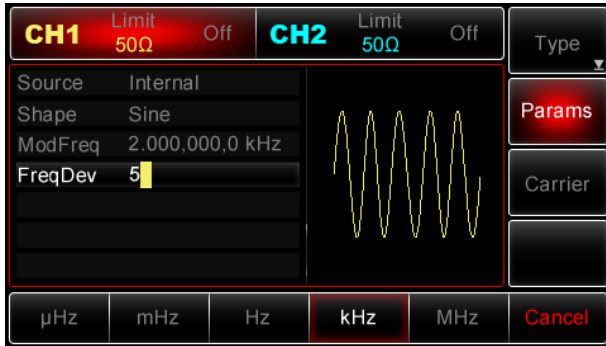 CH1 Limit 50Ω Off
CH2 Limit 50Ω Off
Type
Source Internal
Shape Sine
ModFreq 2.000,000,0 kHz
FreqDev 5
Params
Carrier
µHz mHz Hz kHz MHz Cancel